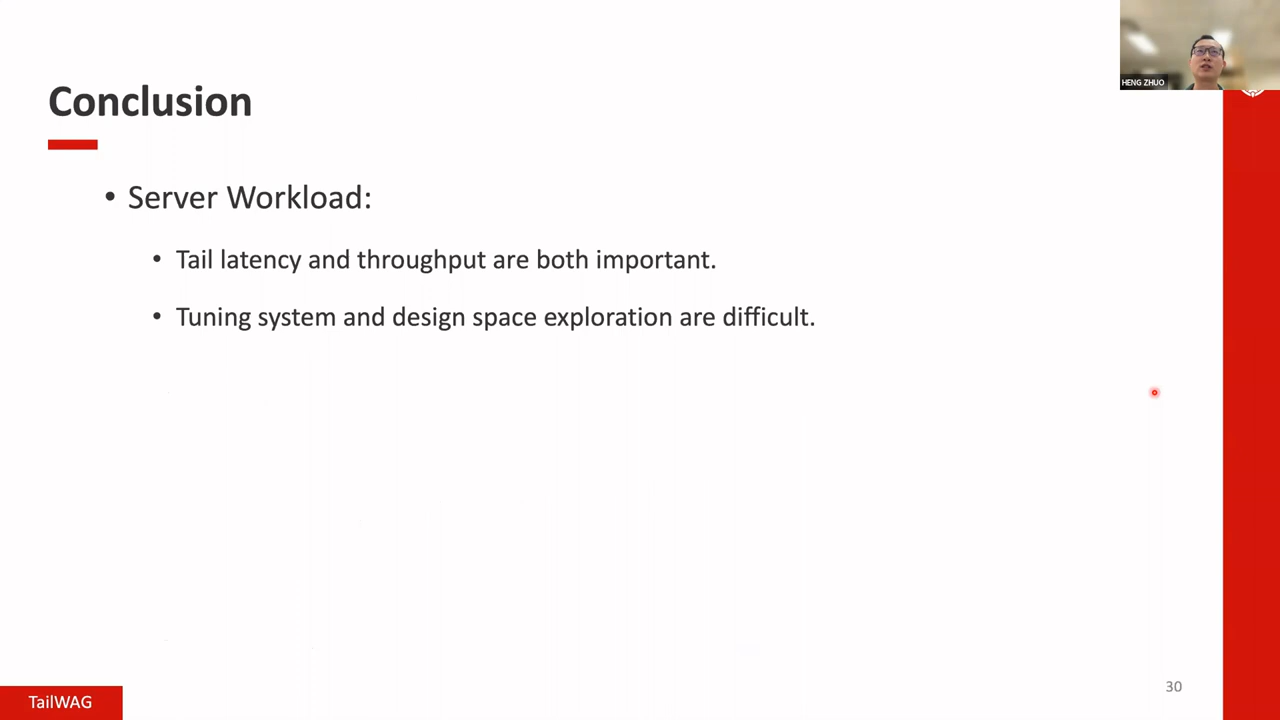 HENG ZHUO
Conclusion
• Server Workload:
• Tail latency and throughput are both important.
• Tuning system and design space exploration are difficult.
30
TailWAG